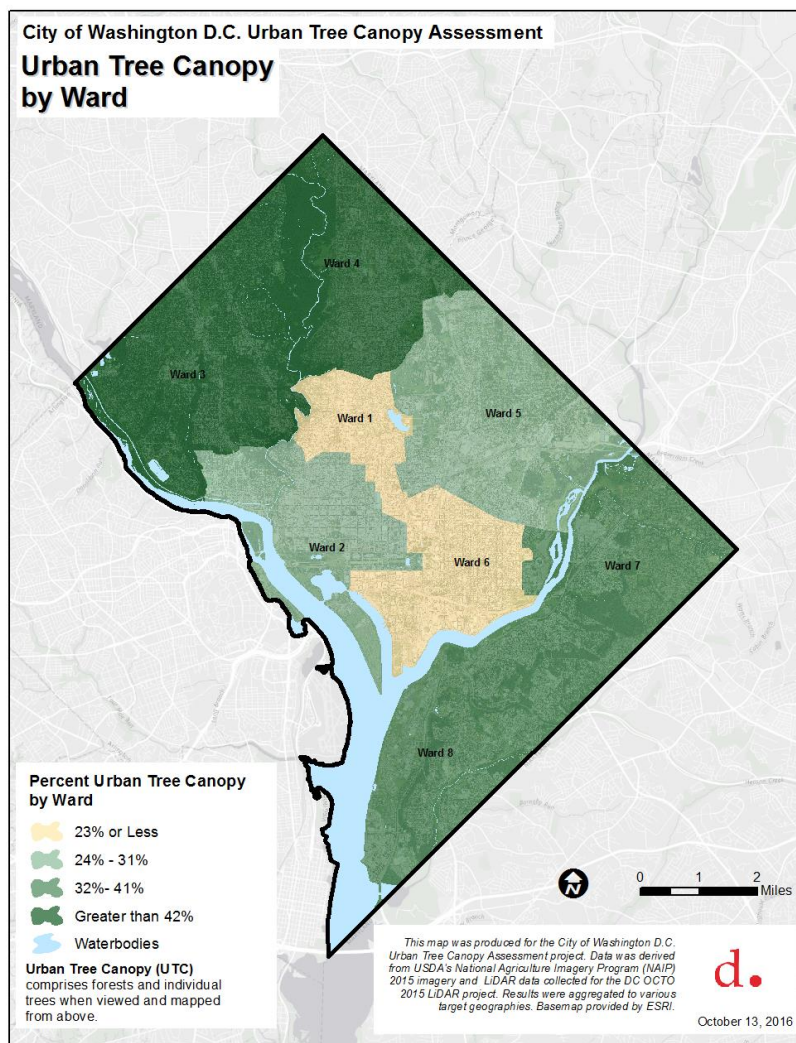 City of Washington D.C. Urban Tree Canopy Assessment
Urban Tree Canopy
by Ward
Ward 4
Ward 3
Ward 1
Ward 5
Ward 2
Ward 6
Ward 7
Ward 8
Percent Urban Tree Canopy
by Ward
23% or Less
24% - 31%
32%- 41%
Greater than 42%
Waterbodies
Urban Tree Canopy (UTC)
comprises forests and individual
trees when viewed and mapped
from above.
N
0 1 2
Miles
This map was produced for the City of Washington D.C.
Urban Tree Canopy Assessment project. Data was derived
from USDA's National Agriculture Imagery Program (NAIP)
2015 imagery and LiDAR data collected for the DC OCTO
2015 LiDAR project. Results were aggregated to various
target geographies. Basemap provided by ESRI.
d.
October 13, 2016